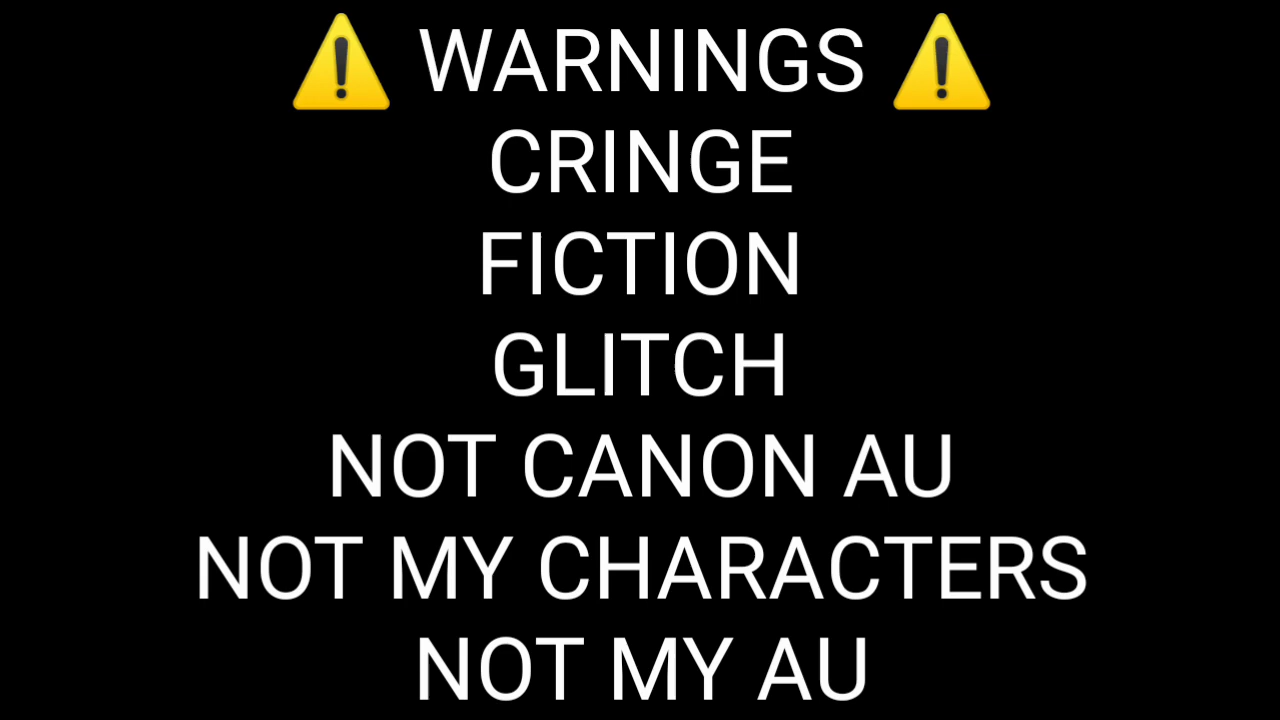 ⚠️ WARNINGS ⚠️
CRINGE
FICTION
GLITCH
NOT CANON AU
NOT MY CHARACTERS
NOT MY AU